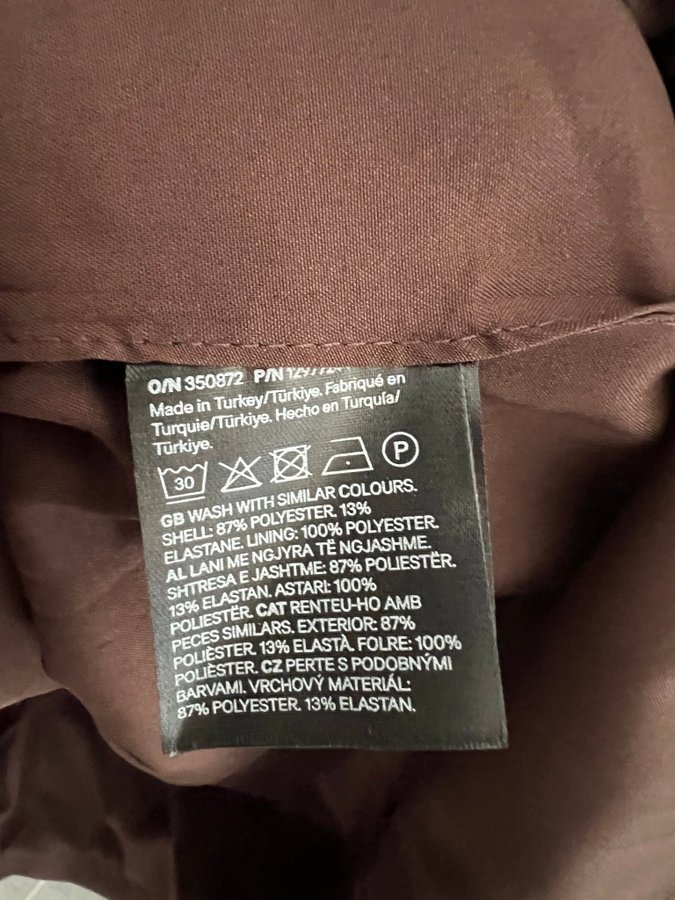 O/N 350872 P/N
Made in Turkey/Türkiye. Fabriqué en
Turquie/Türkiye. Hecho en Turquía/
Türkiye.
30 P
GB WASH WITH SIMILAR COLOURS.
SHELL: 87% POLYESTER. 13%
ELASTANE. LINING: 100% POLYESTER.
AL LANI ME NGJYRA TË NGJASHME.
SHTRESA E JASHTME: 87% POLIESTËR.
13% ELASTAN. ASTARI: 100%
POLIESTËR. CAT RENTEU-HO AMB
PECES SIMILARS. EXTERIOR: 87%
POLIÈSTER. 13% ELASTÀ. FOLRE: 100%
POLIÈSTER. CZ PERTE S PODOBNÝMI
BARVAMI. VRCHOVÝ MATERIÁL:
87% POLYESTER. 13% ELASTAN.